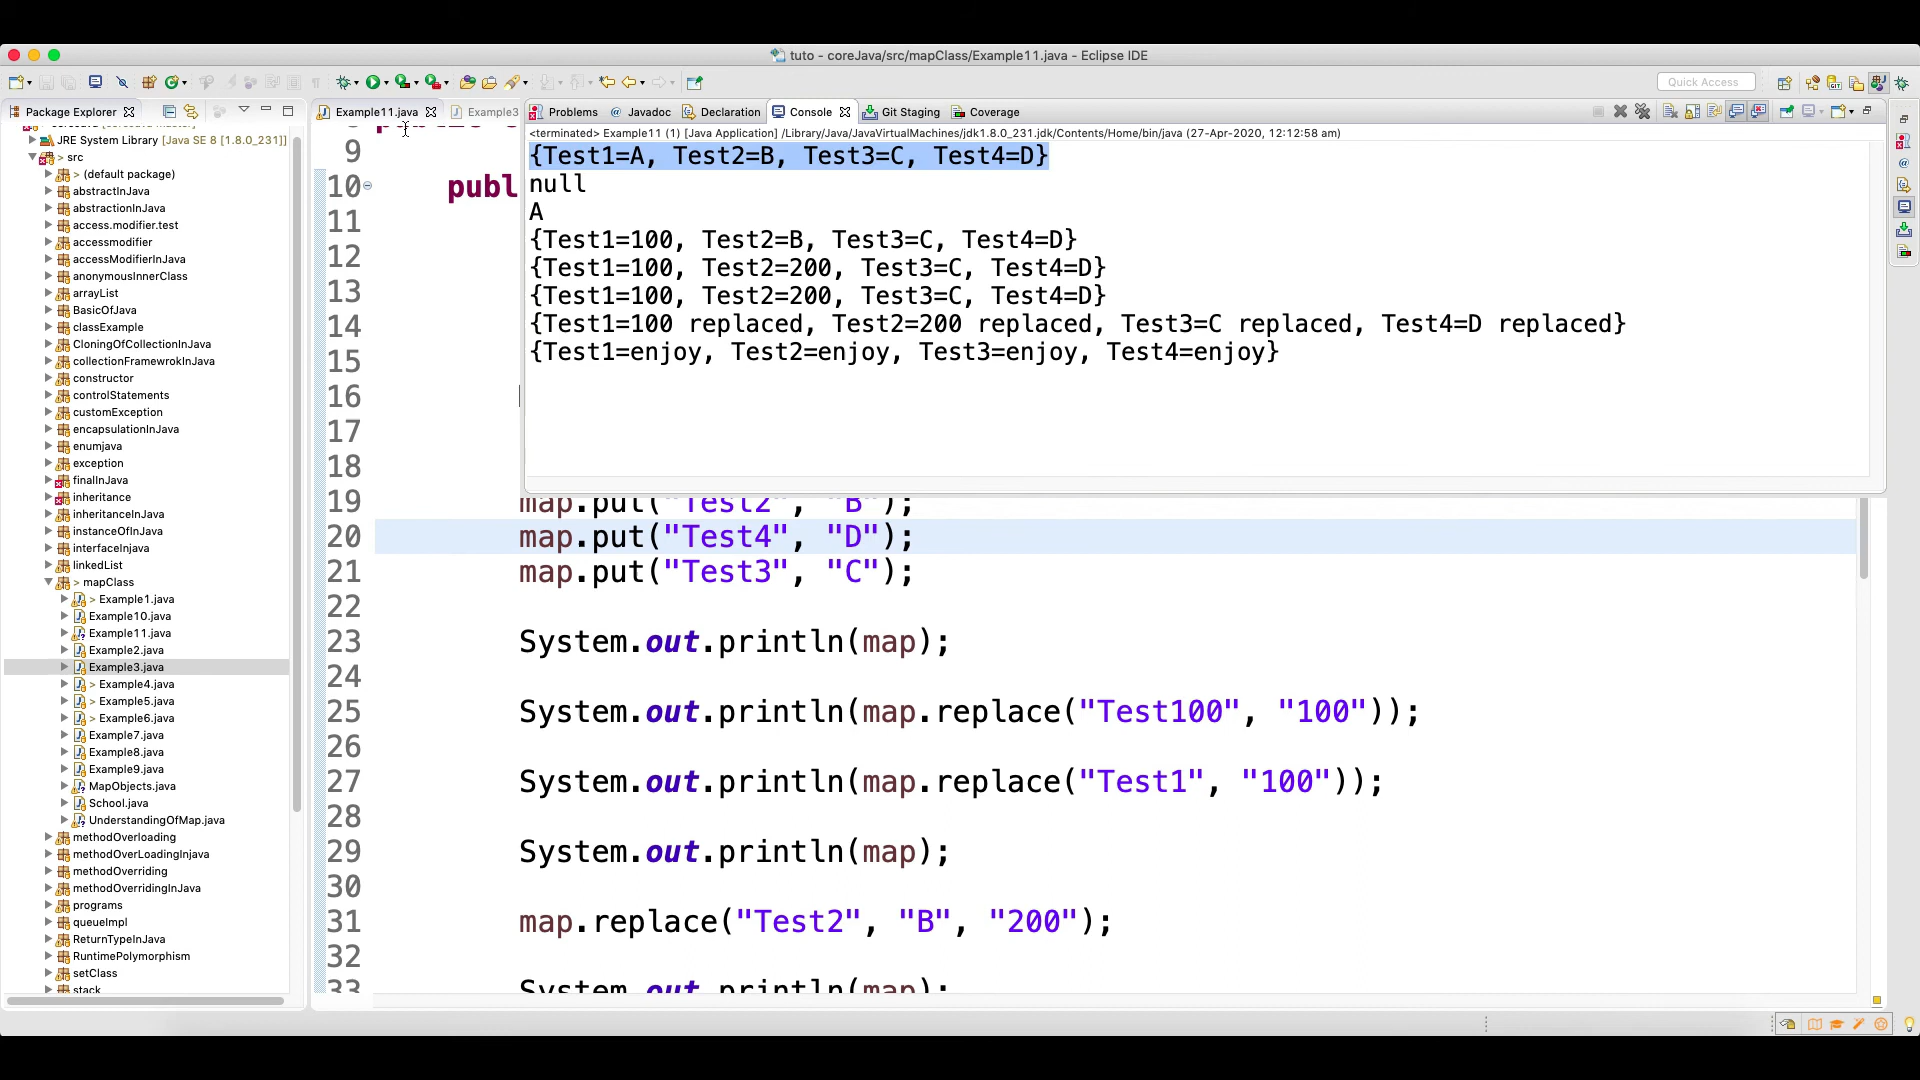 tuto - coreJava/src/mapClass/Example11.java - Eclipse IDE
Quick Access
Package Explorer
JRE System Library [Java SE 8 [1.8.0_231]]
> src
> (default package)
abstractInJava
abstractionInJava
access.modifier.test
accessmodifier
accessModifierInJava
anonymousInnerClass
arrayList
BasicOfJava
classExample
CloningOfCollectionInJava
collectionFramewrokInJava
constructor
controlStatements
customException
encapsulationInJava
enumjava
exception
finalInJava
inheritance
inheritanceInJava
instanceOfInJava
interfaceInjava
linkedList
> mapClass
> Example1.java
Example10.java
Example11.java
Example2.java
Example3.java
> Example4.java
> Example5.java
> Example6.java
Example7.java
Example8.java
Example9.java
MapObjects.java
School.java
UnderstandingOfMap.java
methodOverloading
methodOverLoadingInjava
methodOverriding
methodOverridingInJava
programs
queueImpl
ReturnTypeInJava
RuntimePolymorphism
setClass
stack
Example11.java
Example3
Problems
@ Javadoc
Declaration
Console
Git Staging
Coverage
<terminated> Example11 (1) [Java Application] /Library/Java/JavaVirtualMachines/jdk1.8.0_231.jdk/Contents/Home/bin/java (27-Apr-2020, 12:12:58 am)
{Test1=A, Test2=B, Test3=C, Test4=D}
null
A
{Test1=100, Test2=B, Test3=C, Test4=D}
{Test1=100, Test2=200, Test3=C, Test4=D}
{Test1=100, Test2=200, Test3=C, Test4=D}
{Test1=100 replaced, Test2=200 replaced, Test3=C replaced, Test4=D replaced}
{Test1=enjoy, Test2=enjoy, Test3=enjoy, Test4=enjoy}
9
10 publ
11
12
13
14
15
16
17
18
19 map.put("Test2", "B");
20 map.put("Test4", "D");
21 map.put("Test3", "C");
22
23 System.out.println(map);
24
25 System.out.println(map.replace("Test100", "100"));
26
27 System.out.println(map.replace("Test1", "100"));
28
29 System.out.println(map);
30
31 map.replace("Test2", "B", "200");
32
33 System.out.println(map);